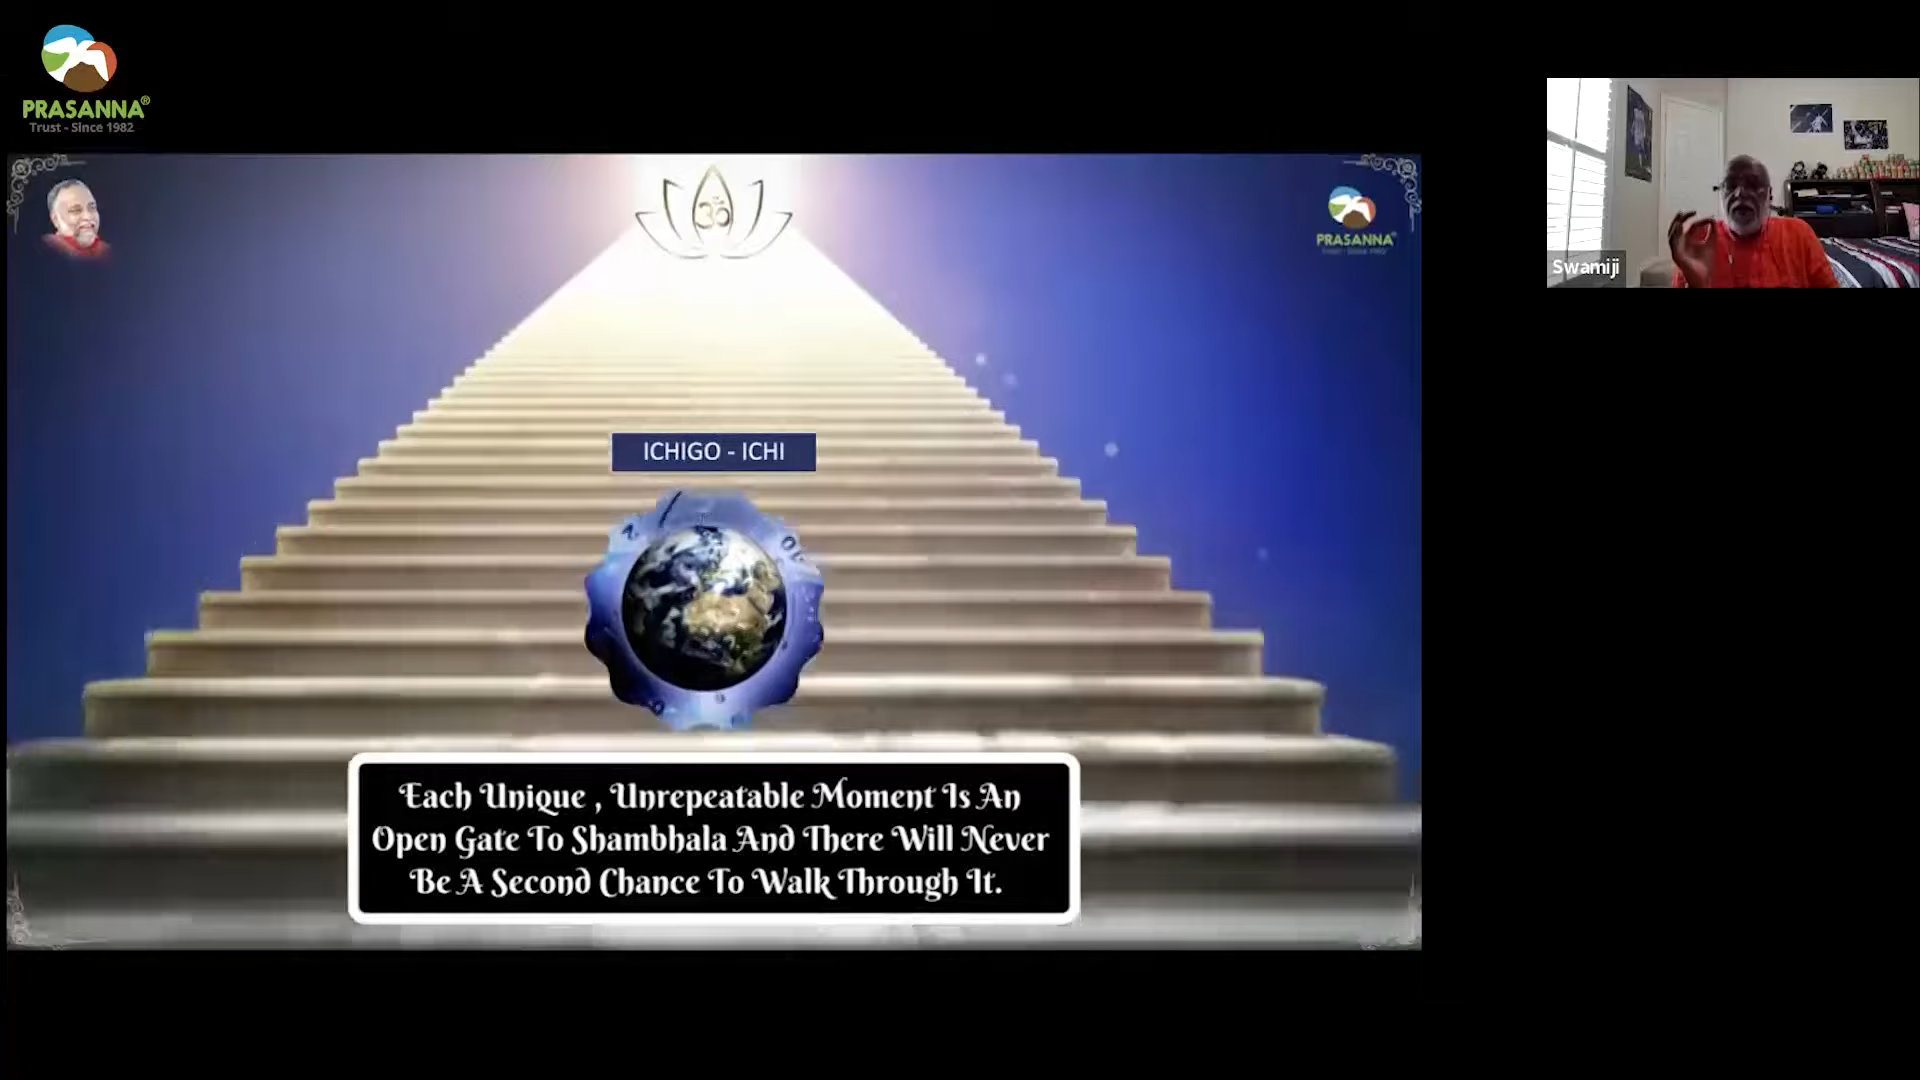 PRASANNA®
Trust - Since 1982
PRASANNA®
ॐ
ICHIGO - ICHI
Each Unique , Unrepeatable Moment Is An
Open Gate To Shambhala And There Will Never
Be A Second Chance To Walk Through It.
Swamiji